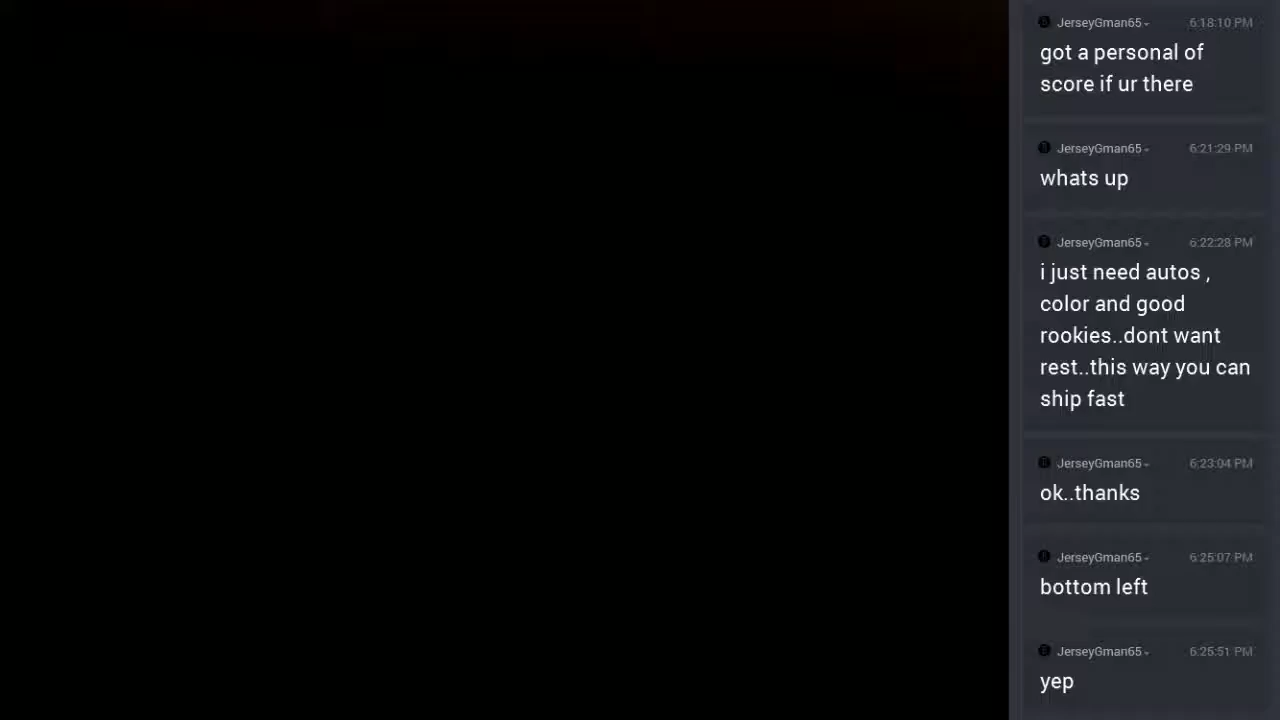 JerseyGman65 6:18:10 PM
got a personal of
score if ur there
JerseyGman65 6:21:29 PM
whats up
JerseyGman65 6:22:28 PM
i just need autos ,
color and good
rookies..dont want
rest..this way you can
ship fast
JerseyGman65 6:23:04 PM
ok..thanks
JerseyGman65 6:25:07 PM
bottom left
JerseyGman65 6:25:51 PM
yep